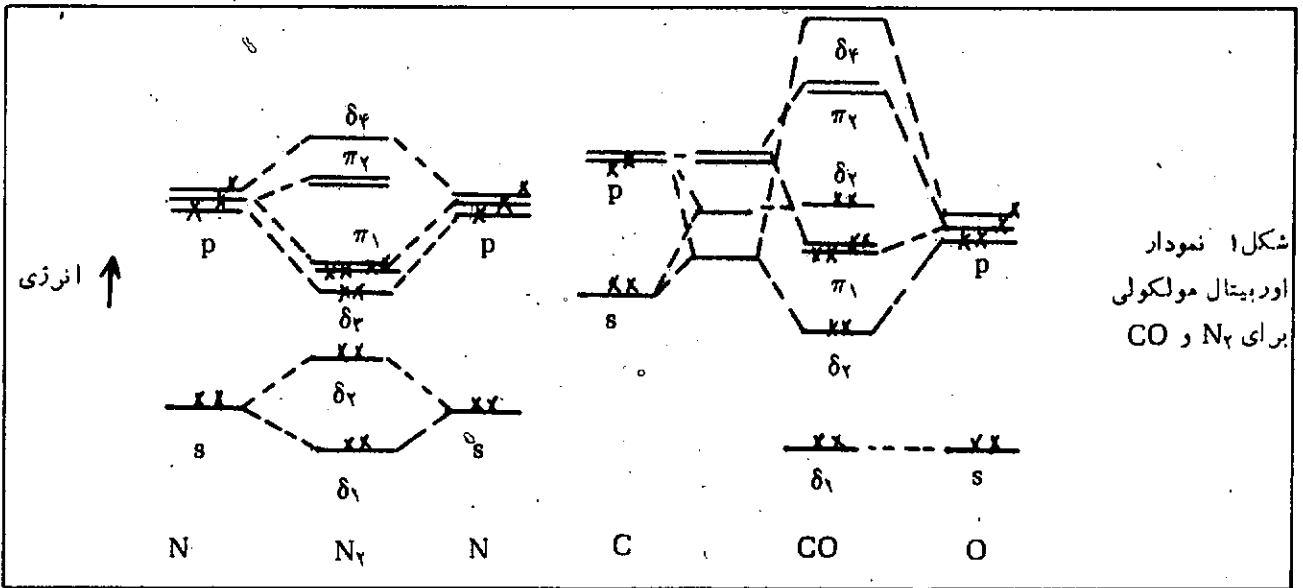 δ۴
π۲
p
δ۲
π۱
p
δ۲
s
δ۱
s
C
CO
O
δ۴
π۲
p
π۱
p
δ۳
δ۲
s
s
δ۱
N
N۲
N
انرژی
شکل۱ نمودار
اوربیتال مولکولی
برای N۲ و CO